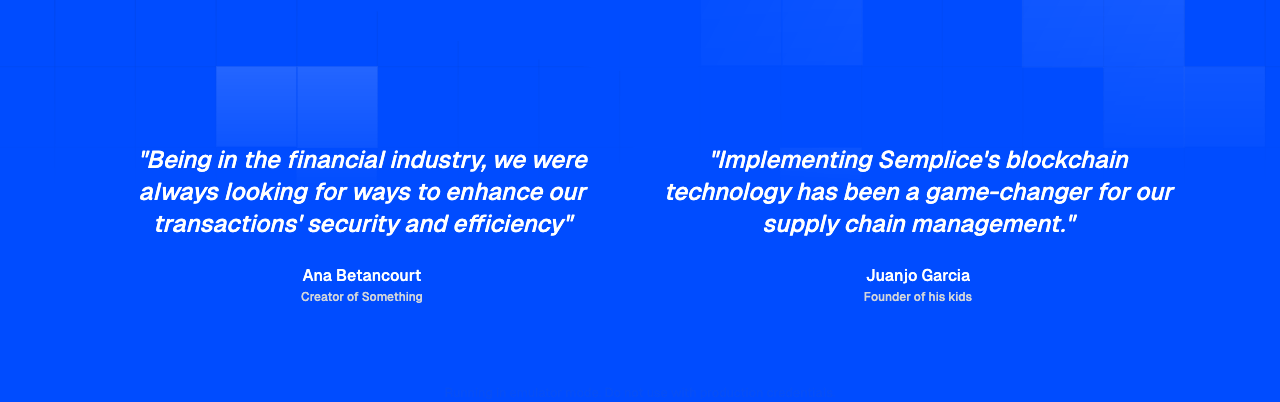 "Being in the financial industry, we were
always looking for ways to enhance our
transactions' security and efficiency"
Ana Betancourt
Creator of Something
"Implementing Semplice's blockchain
technology has been a game-changer for our
supply chain management."
Juanjo Garcia
Founder of his kids